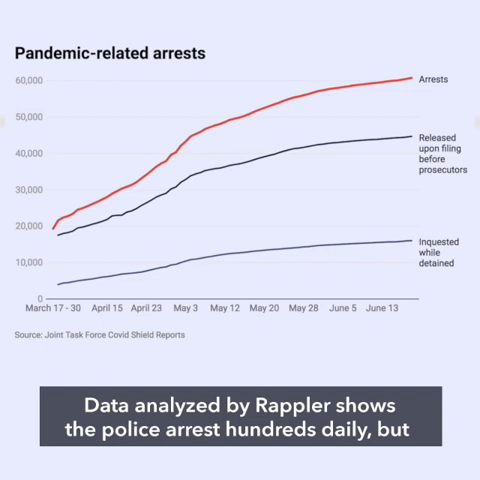 Pandemic-related arrests
60,000
50,000
40,000
30,000
20,000
10,000
0
Arrests
Released
upon filing
before
prosecutors
Inquested
while
detained
March 17 - 30 April 15 April 23 May 3 May 12 May 20 May 28 June 5 June 13
Source: Joint Task Force Covid Shield Reports
Data analyzed by Rappler shows
the police arrest hundreds daily, but